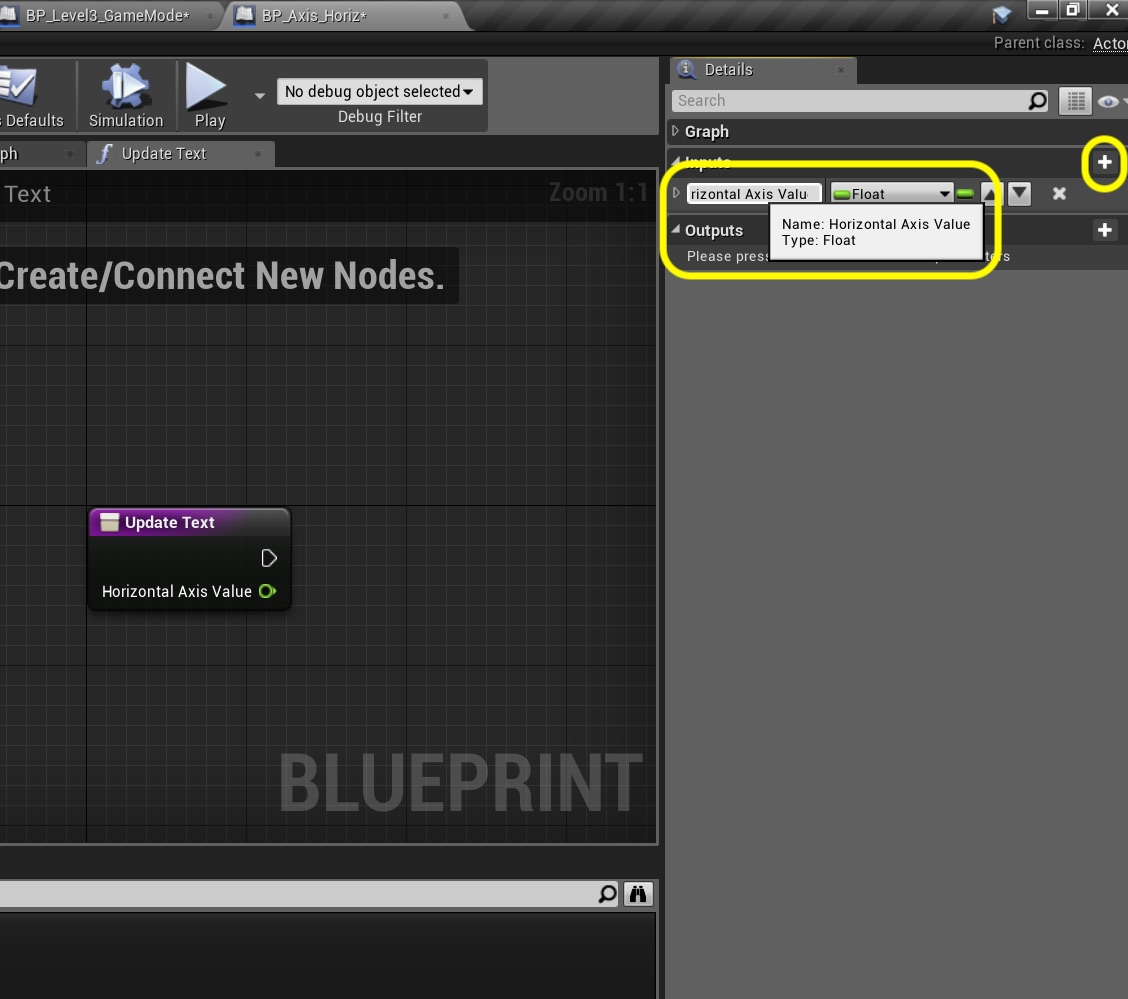 BP_Level3_GameMode*
BP_Axis_Horiz*
Parent class: Acto
Details
s Defaults
Simulation
Play
No debug object selected
Debug Filter
Search
Graph
ph
Update Text
Inputs
Text
Zoom 1:1
rizontal Axis Valu
Float
Name: Horizontal Axis Value
Type: Float
Outputs
Please press
ters
Create/Connect New Nodes.
Update Text
Horizontal Axis Value
BLUEPRINT